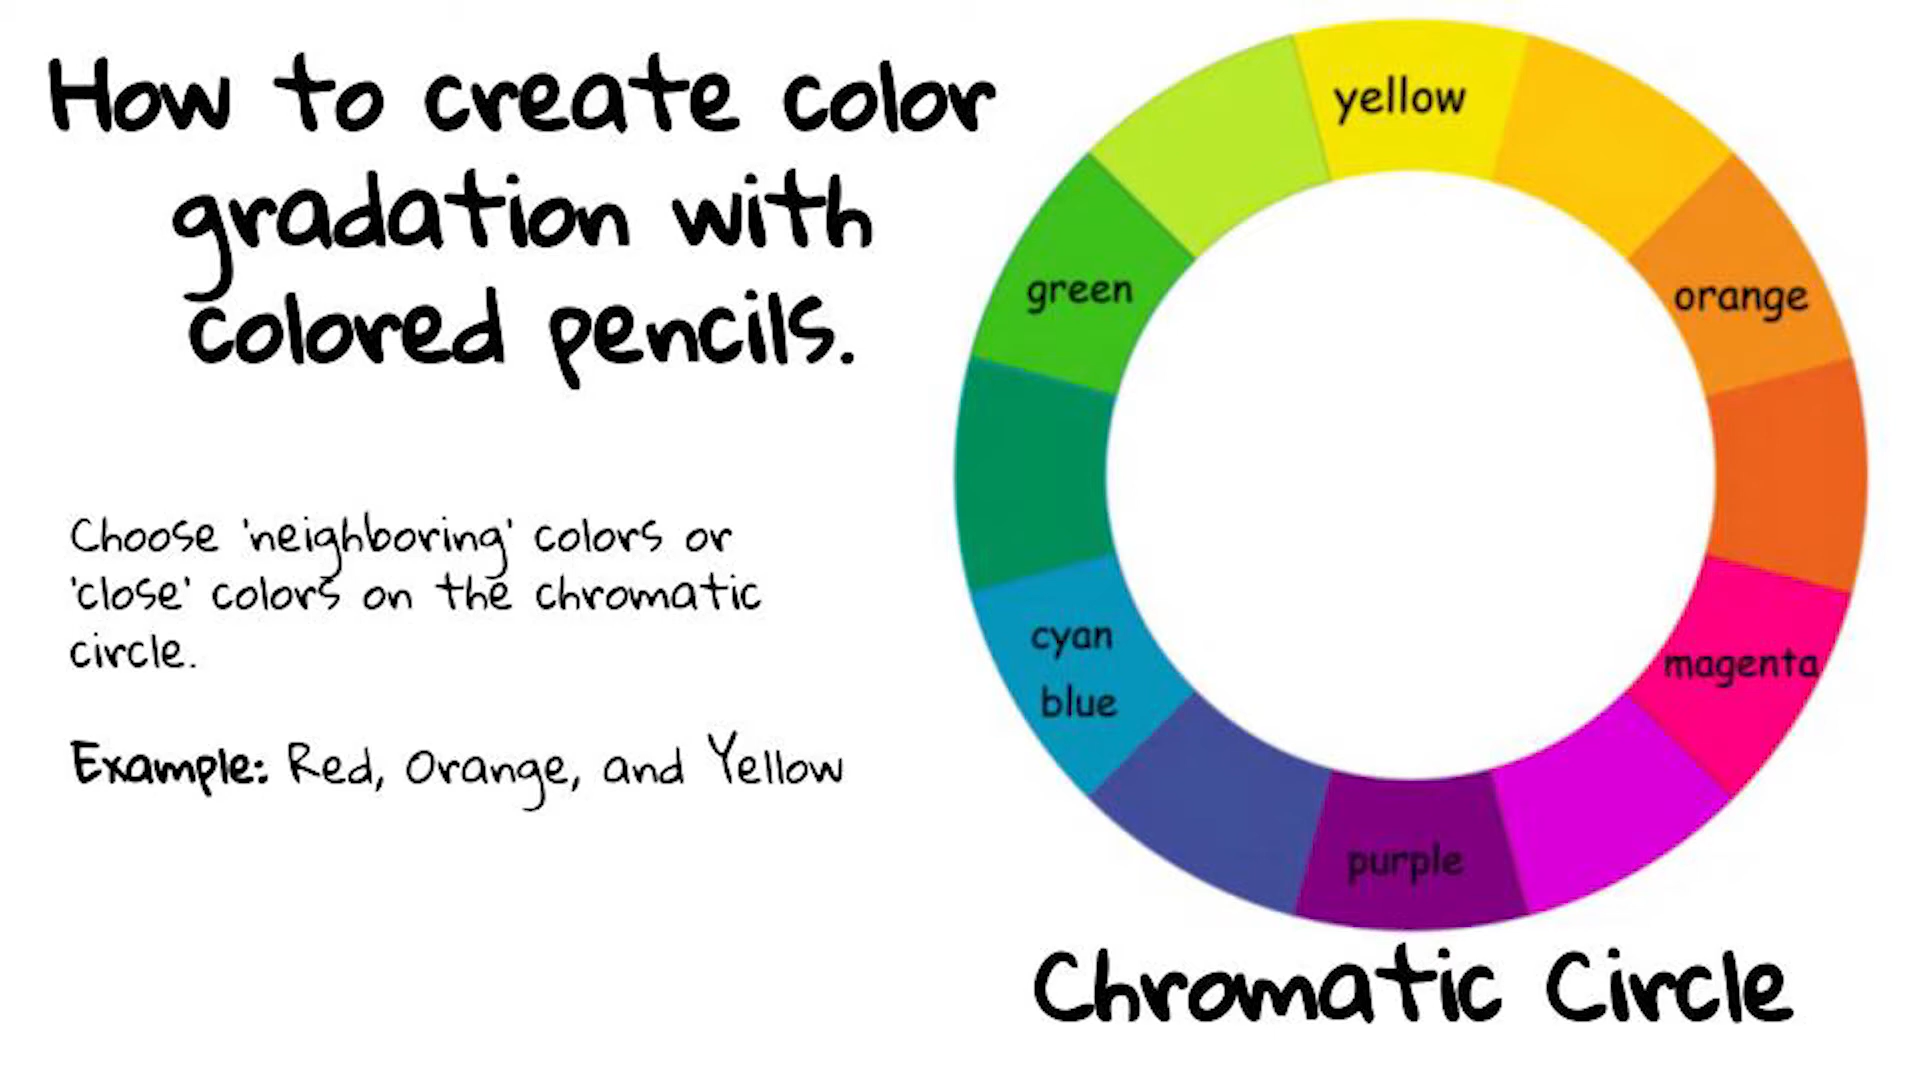 How to create color
gradation with
colored pencils.
Choose 'neighboring' colors or
'close' colors on the chromatic
circle.
Example: Red, Orange, and Yellow
yellow
green
orange
cyan
blue
magenta
purple
Chromatic Circle